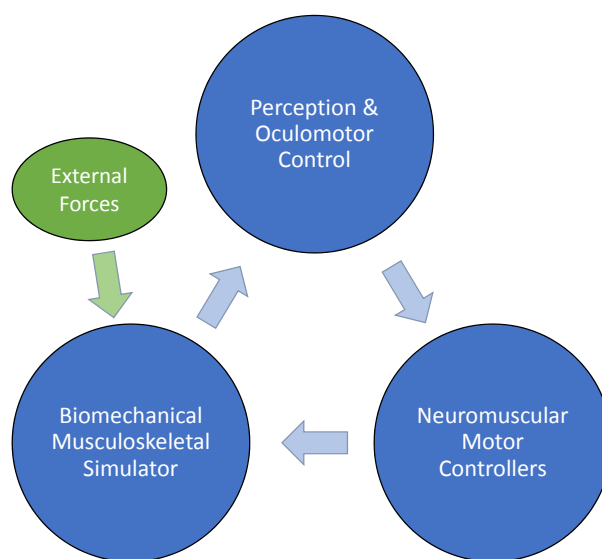 Perception &
Oculomotor
Control
External
Forces
Biomechanical
Musculoskeletal
Simulator
Neuromuscular
Motor
Controllers